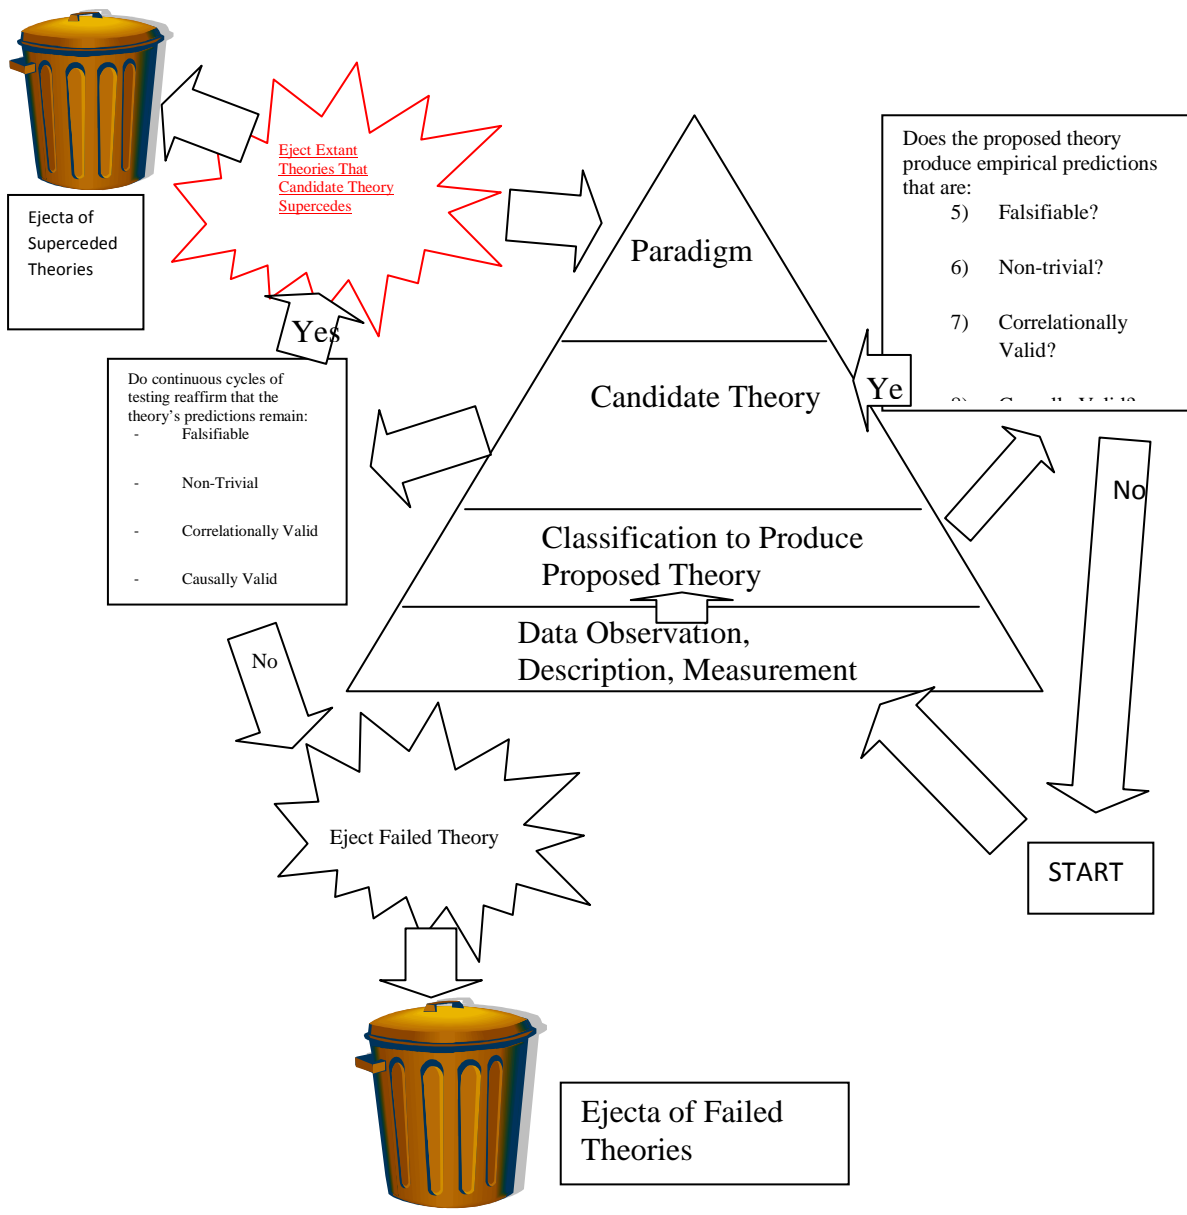 Eject Extant
Theories That
Candidate Theory
Supercedes
Ejecta of
Superceded
Theories
Yes
Do continuous cycles of
testing reaffirm that the
theory’s predictions remain:
- Falsifiable
- Non-Trivial
- Correlationally Valid
- Causally Valid
No
Paradigm
Candidate Theory
Classification to Produce
Proposed Theory
Data Observation,
Description, Measurement
Does the proposed theory
produce empirical predictions
that are:
5) Falsifiable?
6) Non-trivial?
7) Correlationally
Valid?
Ye
No
START
Eject Failed Theory
Ejecta of Failed
Theories